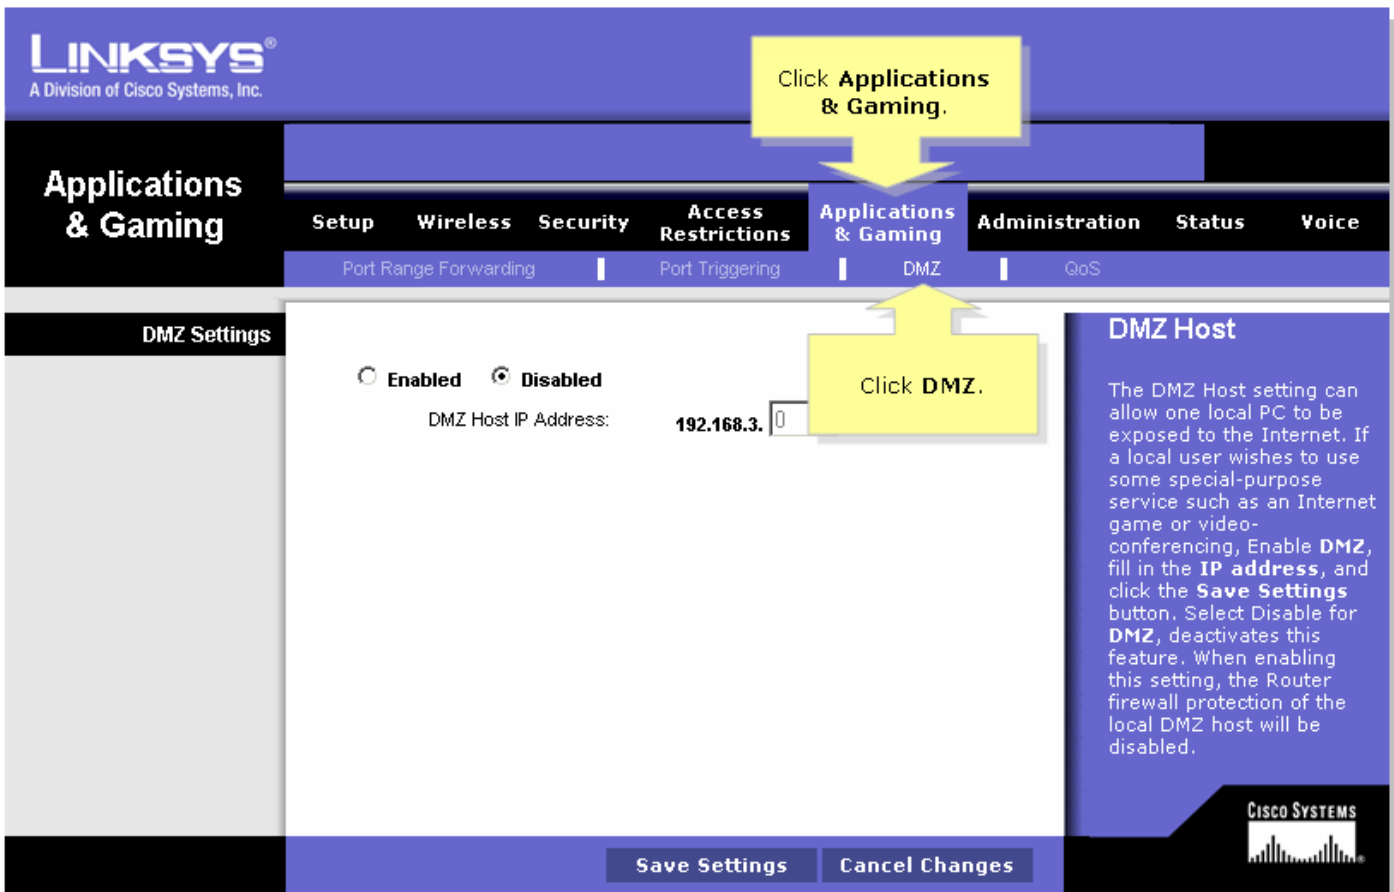 LINKSYS®
A Division of Cisco Systems, Inc.
Click Applications
& Gaming.
Applications
& Gaming
Setup
Wireless
Security
Access
Restrictions
Applications
& Gaming
Administration
Status
Voice
Port Range Forwarding
Port Triggering
DMZ
QoS
DMZ Settings
Enabled
Disabled
DMZ Host IP Address:
192.168.3.
0
Click DMZ.
DMZ Host
The DMZ Host setting can
allow one local PC to be
exposed to the Internet. If
a local user wishes to use
some special-purpose
service such as an Internet
game or video-
conferencing, Enable DMZ,
fill in the IP address, and
click the Save Settings
button. Select Disable for
DMZ, deactivates this
feature. When enabling
this setting, the Router
firewall protection of the
local DMZ host will be
disabled.
Save Settings
Cancel Changes
CISCO SYSTEMS